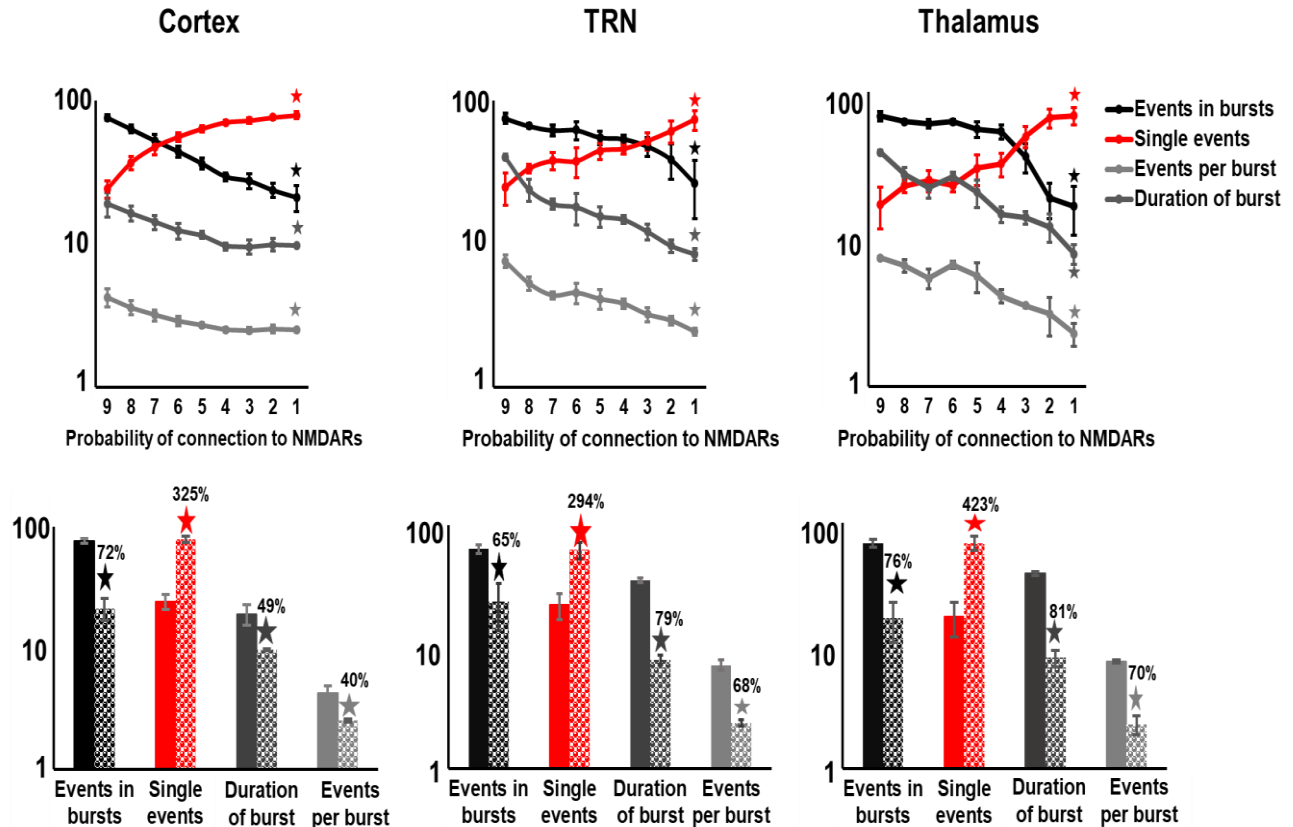 Cortex
TRN
Thalamus
100
10
1
9 8 7 6 5 4 3 2 1
Probability of connection to NMDARs
100
10
1
9 8 7 6 5 4 3 2 1
Probability of connection to NMDARs
100
10
1
9 8 7 6 5 4 3 2 1
Probability of connection to NMDARs
Events in bursts
Single events
Events per burst
Duration of burst
100
10
1
72%
325%
49%
40%
Events in
bursts
Single
events
Duration
of burst
Events
per burst
100
10
1
65%
294%
79%
68%
Events in
bursts
Single
events
Duration
of burst
Events
per burst
100
10
1
76%
423%
81%
70%
Events in
bursts
Single
events
Duration
of burst
Events
per burst